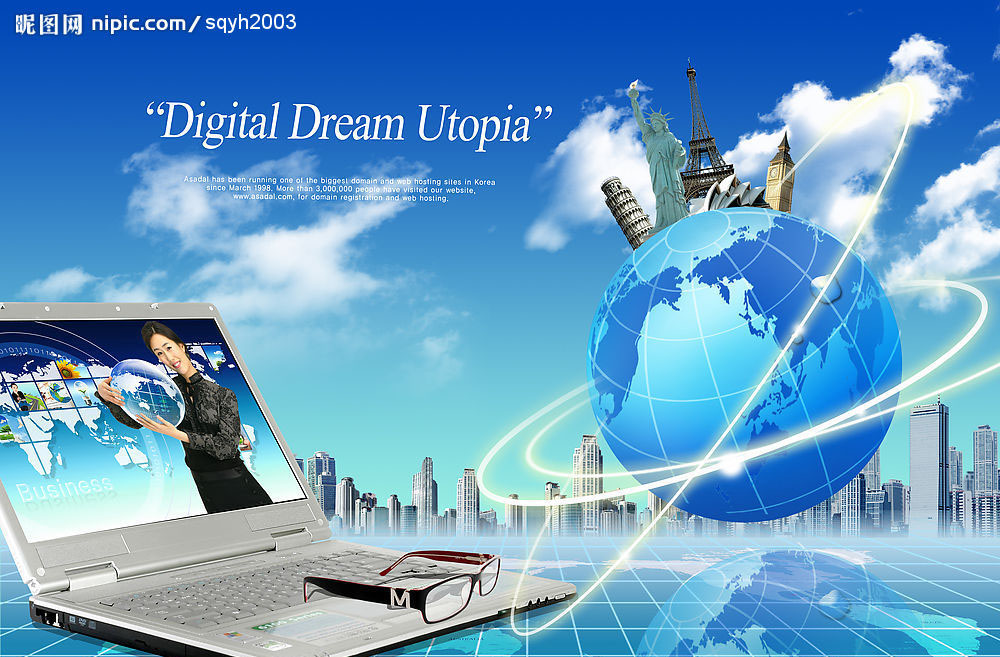 昵图网 nipic.com/sqyh2003
“Digital Dream Utopia”
Asadal has been running one of the biggest domain and web hosting sites in Korea
since March 1998. More than 3,000,000 people have visited our website,
www.asadal.com, for domain registration and web hosting.
Business
M